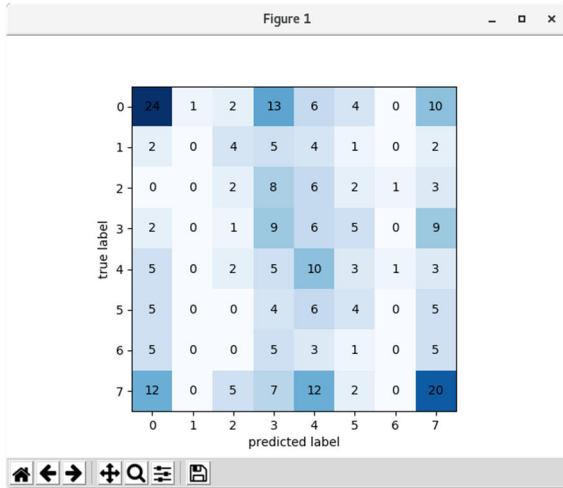 Figure 1
0 24 1 2 13 6 4 0 10
1 2 0 4 5 4 1 0 2
2 0 0 2 8 6 2 1 3
true label
3 2 0 1 9 6 5 0 9
4 5 0 2 5 10 3 1 3
5 5 0 0 4 6 4 0 5
6 5 0 0 5 3 1 0 5
7 12 0 5 7 12 2 0 20
0 1 2 3 4 5 6 7
predicted label